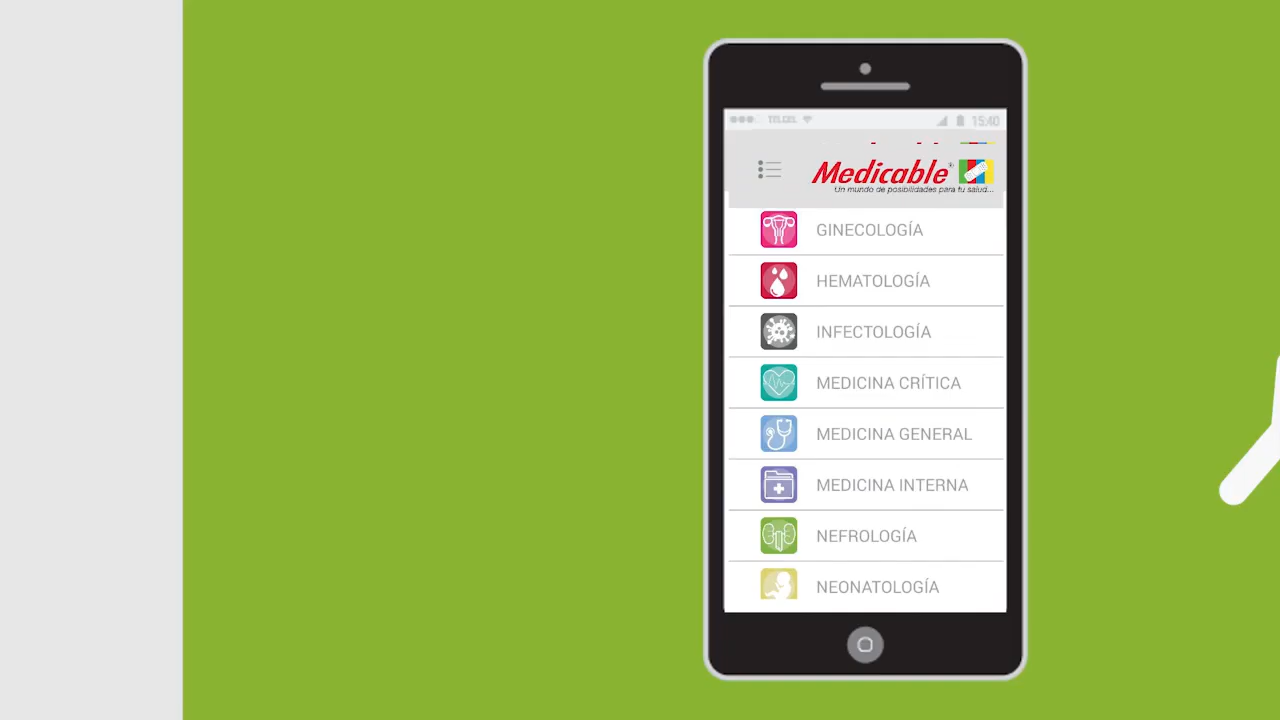 TELCEL 15:40
Medicable®
Un mundo de posibilidades para tu salud...
GINECOLOGÍA
HEMATOLOGÍA
INFECTOLOGÍA
MEDICINA CRÍTICA
MEDICINA GENERAL
MEDICINA INTERNA
NEFROLOGÍA
NEONATOLOGÍA